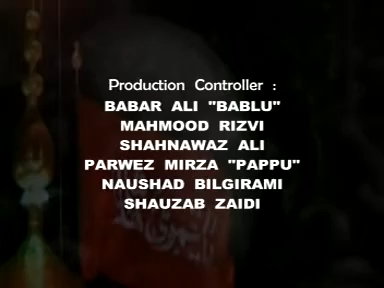 Production Controller :
BABAR ALI "BABLU"
MAHMOOD RIZVI
SHAHNAWAZ ALI
PARWEZ MIRZA "PAPPU"
NAUSHAD BILGIRAMI
SHAUZAB ZAIDI